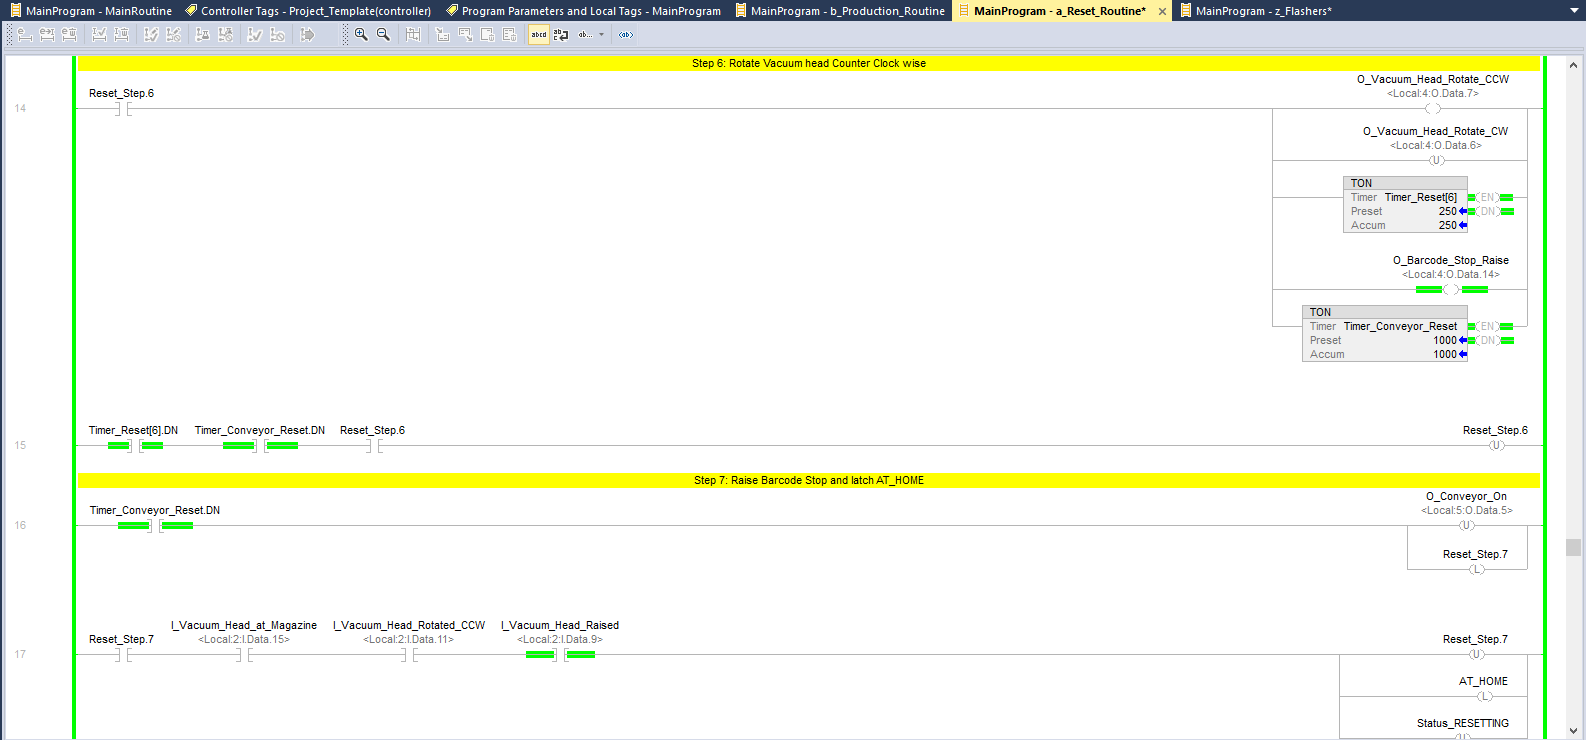 MainProgram - MainRoutine
Controller Tags - Project_Template(controller)
Program Parameters and Local Tags - MainProgram
MainProgram - b_Production_Routine
MainProgram - a_Reset_Routine*
MainProgram - z_Flashers*
Step 6: Rotate Vacuum head Counter Clock wise
14
Reset_Step.6
O_Vacuum_Head_Rotate_CCW
<Local:4:O.Data.7>
O_Vacuum_Head_Rotate_CW
<Local:4:O.Data.6>
U
TON
Timer Timer_Reset[6]
EN
Preset 250
DN
Accum 250
O_Barcode_Stop_Raise
<Local:4:O.Data.14>
TON
Timer Timer_Conveyor_Reset
EN
Preset 1000
DN
Accum 1000
15
Timer_Reset[6].DN
Timer_Conveyor_Reset.DN
Reset_Step.6
Reset_Step.6
U
Step 7: Raise Barcode Stop and latch AT_HOME
16
Timer_Conveyor_Reset.DN
O_Conveyor_On
<Local:5:O.Data.5>
U
Reset_Step.7
L
17
Reset_Step.7
I_Vacuum_Head_at_Magazine
<Local:2:I.Data.15>
I_Vacuum_Head_Rotated_CCW
<Local:2:I.Data.11>
I_Vacuum_Head_Raised
<Local:2:I.Data.9>
Reset_Step.7
U
AT_HOME
L
Status_RESETTING
U